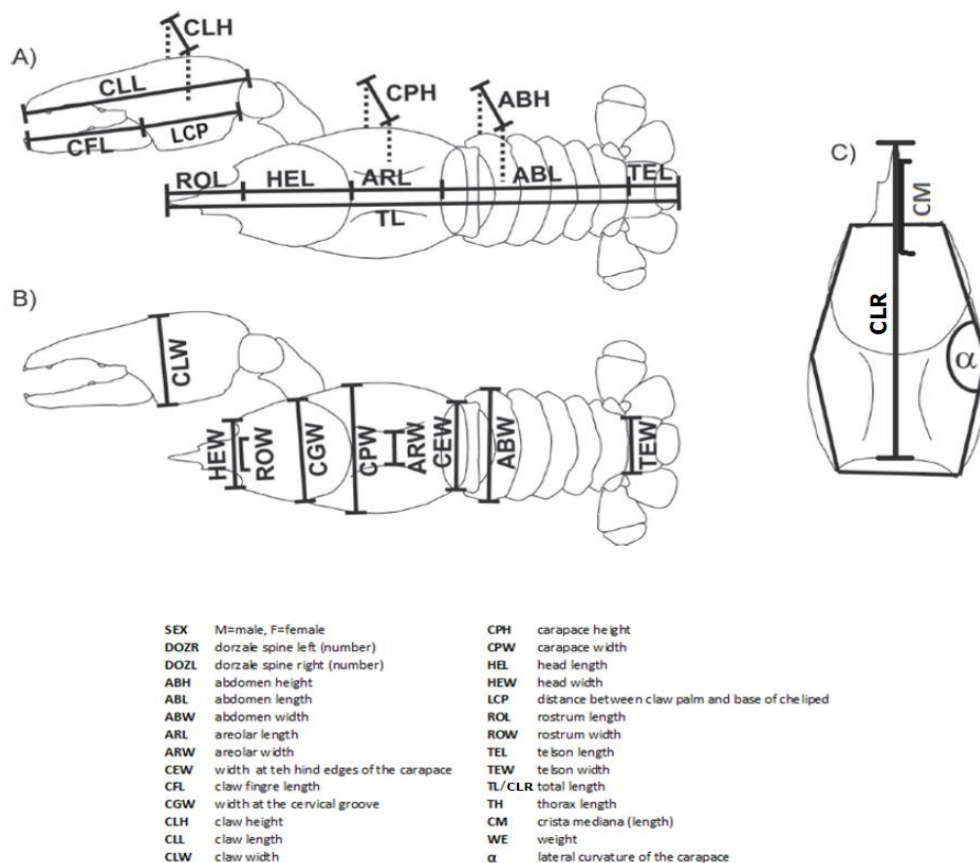 A)
CLH
CLL
CFL
LCP
CPH
ABH
ROL
HEL
ARL
ABL
TEL
TL
B)
CLW
HEW
ROW
CGW
CPW
ARW
CEW
ABW
TEW
C)
CM
CLR
α
SEX M=male, F=female
DOZR dorzale spine left (number)
DOZL dorzale spine right (number)
ABH abdomen height
ABL abdomen length
ABW abdomen width
ARL areolar length
ARW areolar width
CEW width at teh hind edges of the carapace
CFL claw fingre length
CGW width at the cervical groove
CLH claw height
CLL claw length
CLW claw width
CPH carapace height
CPW carapace width
HEL head length
HEW head width
LCP distance between claw palm and base of cheliped
ROL rostrum length
ROW rostrum width
TEL telson length
TEW telson width
TL/CLR total length
TH thorax length
CM crista mediana (length)
WE weight
α lateral curvature of the carapace